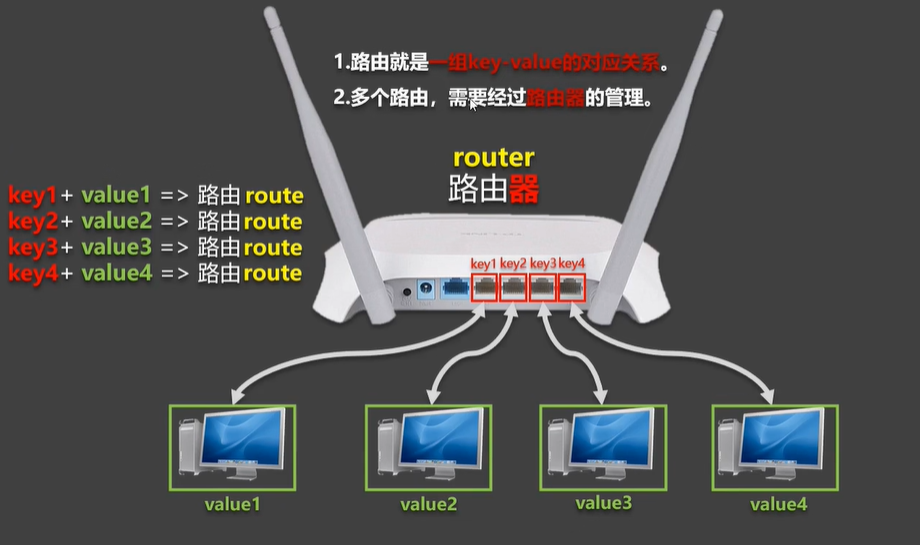 1.路由就是一组key-value的对应关系。
2.多个路由，需要经过路由器的管理。
router
路由器
key1+ value1 => 路由route
key2+ value2 => 路由route
key3+ value3 => 路由route
key4+ value4 => 路由route
TP-LINK
key1 key2 key3 key4
value1 value2 value3 value4